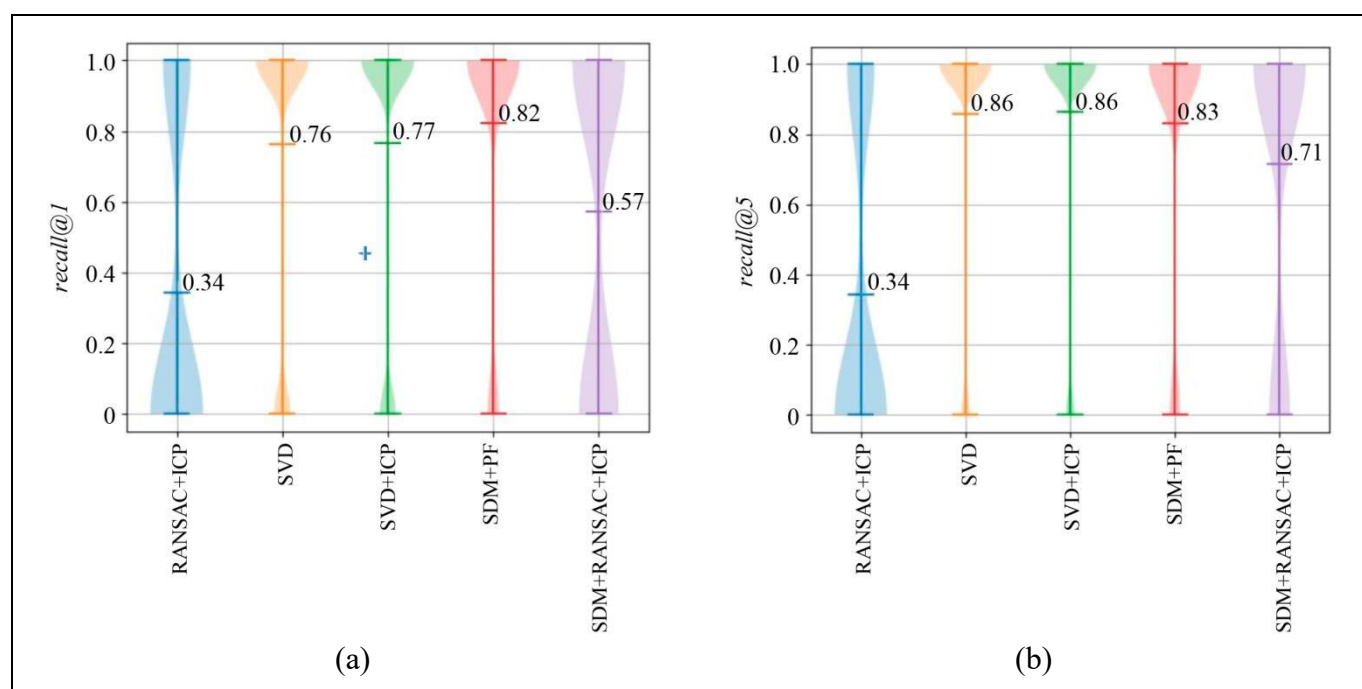 1.0
0.8
0.6
0.4
0.2
0
recall@1
0.34
0.76
0.77
0.82
0.57
RANSAC+ICP
SVD
SVD+ICP
SDM+PF
SDM+RANSAC+ICP
(a)
1.0
0.8
0.6
0.4
0.2
0
recall@5
0.34
0.86
0.86
0.83
0.71
RANSAC+ICP
SVD
SVD+ICP
SDM+PF
SDM+RANSAC+ICP
(b)